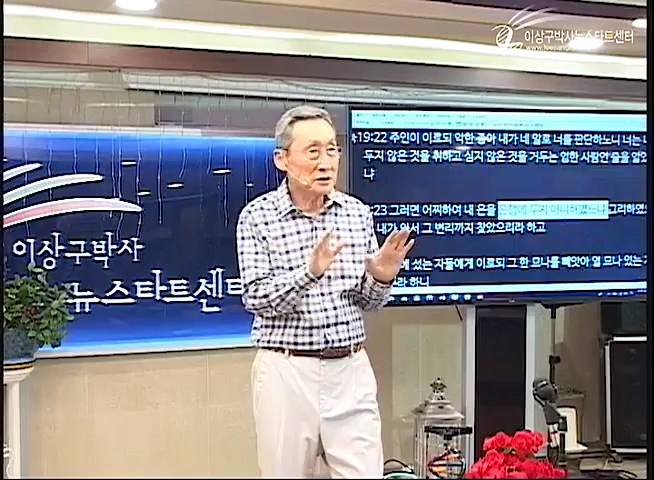 이상구박사뉴스타트센터
19:22 주인이 이르되 악한 종아 내가 네 말로 너를 판단하노니 너는 내
두지 않은 것을 취하고 심지 않은 것을 거두는 엄한 사람인 줄을 알았
냐
:23 그러면 어찌하여 내 은을 은행에 두지 아니하였느냐 그리하였으
내가 와서 그 변리까지 찾았으리라 하고
에 섰는 자들에게 이르되 그 한 므나를 빼앗아 열 므나 있는
라 하니
이상구박사
뉴스타트센터